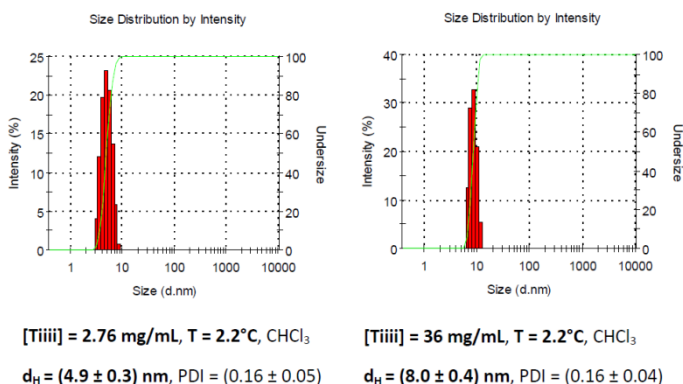 Size Distribution by Intensity
25
20
15
10
5
0
Intensity (%)
100
80
60
40
20
0
Undersize
1 10 100 1000 10000
Size (d.nm)
[Tiiii] = 2.76 mg/mL, T = 2.2°C, CHCl₃
d_H = (4.9 ± 0.3) nm, PDI = (0.16 ± 0.05)
Size Distribution by Intensity
40
30
20
10
0
Intensity (%)
100
80
60
40
20
0
Undersize
1 10 100 1000 10000
Size (d.nm)
[Tiiii] = 36 mg/mL, T = 2.2°C, CHCl₃
d_H = (8.0 ± 0.4) nm, PDI = (0.16 ± 0.04)